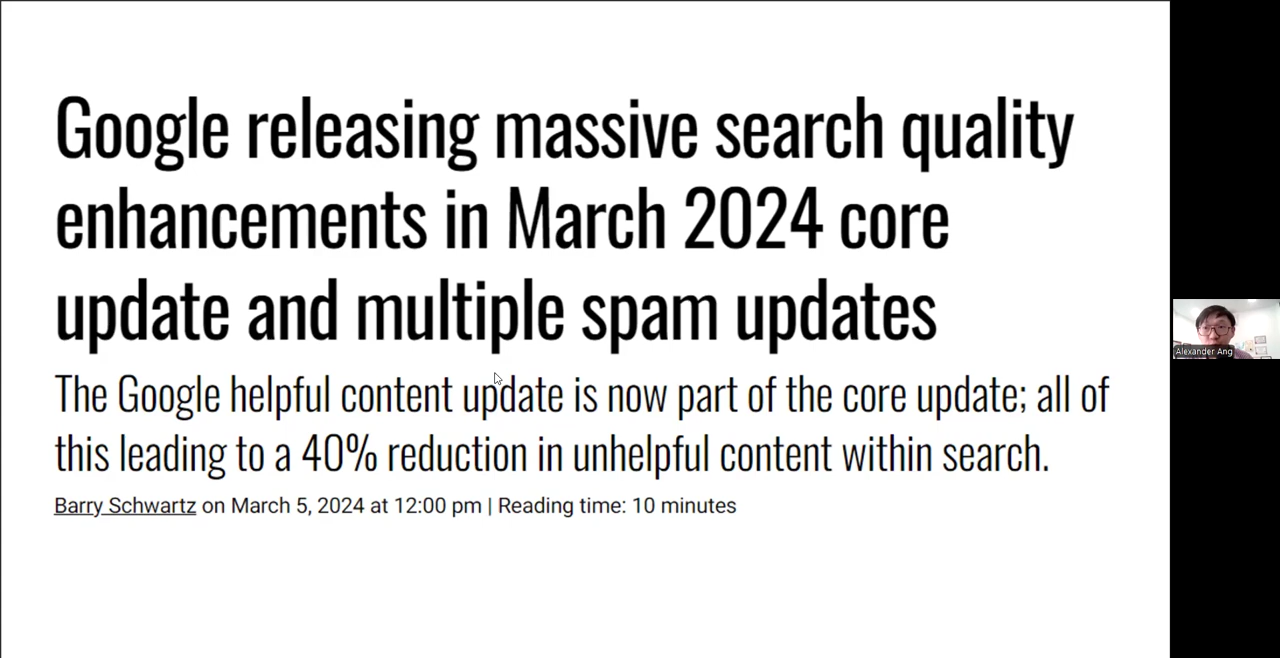 Google releasing massive search quality
enhancements in March 2024 core
update and multiple spam updates
The Google helpful content update is now part of the core update; all of
this leading to a 40% reduction in unhelpful content within search.
Barry Schwartz on March 5, 2024 at 12:00 pm | Reading time: 10 minutes
Alexander Ang